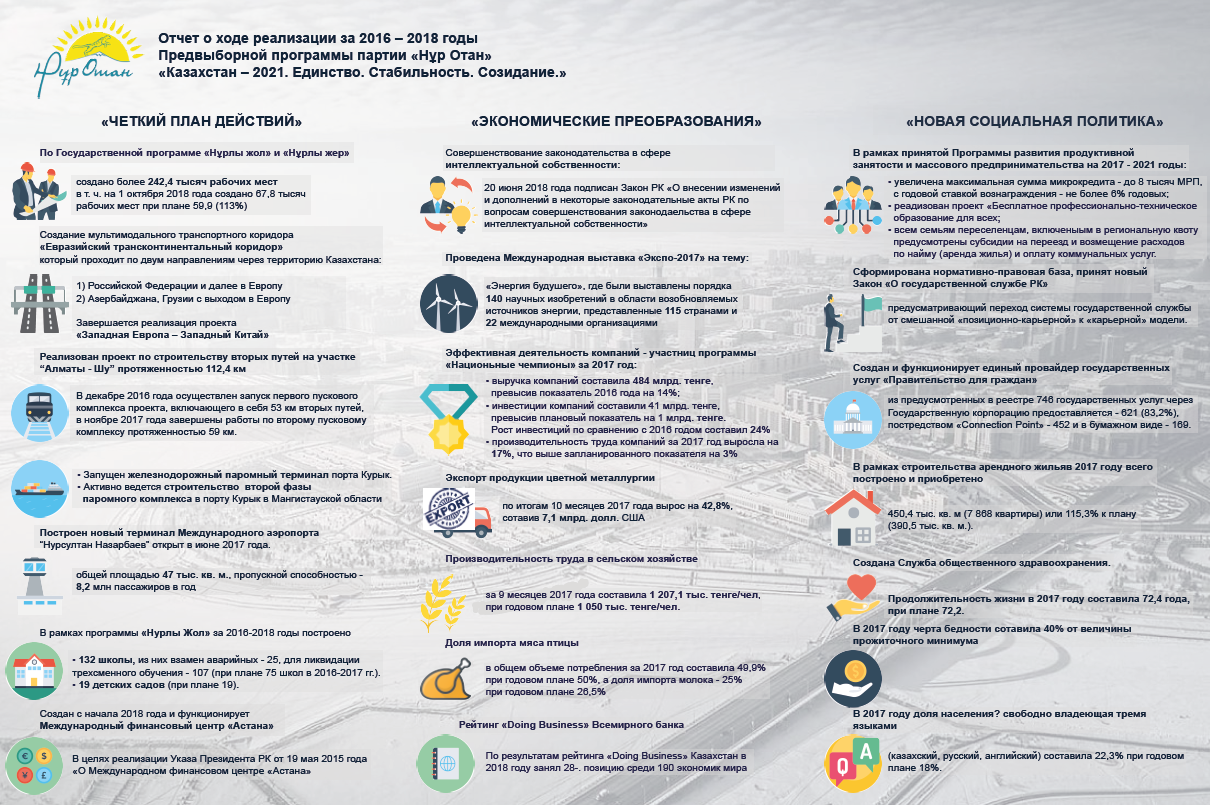 Нұр Отан
Отчет о ходе реализации за 2016 – 2018 годы
Предвыборной программы партии «Нұр Отан»
«Казахстан – 2021. Единство. Стабильность. Созидание.»
«ЧЕТКИЙ ПЛАН ДЕЙСТВИЙ»
По Государственной программе «Нұрлы жол» и «Нұрлы жер»
создано более 242,4 тысяч рабочих мест
в т. ч. на 1 октября 2018 года создано 67,8 тысяч
рабочих мест при плане 59,9 (113%)
Создание мультимодального транспортного коридора
«Евразийский трансконтинентальный коридор»
который проходит по двум направлениям через территорию Казахстана:
1) Российской Федерации и далее в Европу
2) Азербайджана, Грузии с выходом в Европу
Завершается реализация проекта
«Западная Европа – Западный Китай»
Реализован проект по строительству вторых путей на участке
“Алматы - Шу” протяженностью 112,4 км
В декабре 2016 года осуществлен запуск первого пускового
комплекса проекта, включающего в себя 53 км вторых путей,
в ноябре 2017 года завершены работы по второму пусковому
комплексу протяженностью 59 км.
• Запущен железнодорожный паромный терминал порта Курык.
• Активно ведется строительство второй фазы
паромного комплекса в порту Курык в Мангистауской области
Построен новый терминал Международного аэропорта
“Нурсултан Назарбаев” открыт в июне 2017 года.
общей площадью 47 тыс. кв. м., пропускной способностью -
8,2 млн пассажиров в год
В рамках программы «Нурлы Жол» за 2016-2018 годы построено
- 132 школы, из них взамен аварийных - 25, для ликвидации
трехсменного обучения - 107 (при плане 75 школ в 2016-2017 гг.).
- 19 детских садов (при плане 19).
Создан с начала 2018 года и функционирует
Международный финансовый центр «Астана»
€ $
¥ £
В целях реализации Указа Президента РК от 19 мая 2015 года
«О Международном финансовом центре «Астана»
«ЭКОНОМИЧЕСКИЕ ПРЕОБРАЗОВАНИЯ»
Совершенствование законодательства в сфере
интеллектуальной собственности:
20 июня 2018 года подписан Закон РК «О внесении изменений
и дополнений в некоторые законодательные акты РК по
вопросам совершенствования законодаельства в сфере
интеллектуальной собственности»
Проведена Международная выставка «Экспо-2017» на тему:
«Энергия будущего», где были выставлены порядка
140 научных изобретений в области возобновляемых
источников энергии, представленные 115 странами и
22 международными организациями
Эффективная деятельность компаний - участниц программы
«Национьные чемпионы» за 2017 год:
• выручка компаний составила 484 млрд. тенге,
превысив показатель 2016 года на 14%;
• инвестиции компаний составили 41 млрд. тенге,
превысив плановый показатель на 1 млрд. тенге.
Рост инвестиций по сравнению с 2016 годом составил 24%
• производительность труда компаний за 2017 год выросла на
17%, что выше запланированного показателя на 3%
Экспорт продукции цветной металлургии
EXPORT
по итогам 10 месяцев 2017 года вырос на 42,8%,
сотавив 7,1 млрд. долл. США
Производительность труда в сельском хозяйстве
за 9 месяцев 2017 года составила 1 207,1 тыс. тенге/чел,
при годовом плане 1 050 тыс. тенге/чел.
Доля импорта мяса птицы
в общем объеме потребления за 2017 год составила 49,9%
при годовом плане 50%, а доля импорта молока - 25%
при годовом плане 26,5%
Рейтинг «Doing Business» Всемирного банка
По результатам рейтинга «Doing Business» Казахстан в
2018 году занял 28-. позицию среди 190 экономик мира
«НОВАЯ СОЦИАЛЬНАЯ ПОЛИТИКА»
В рамках принятой Программы развития продуктивной
занятости и массового предпринимательства на 2017 - 2021 годы:
• увеличена максимальная сумма микрокредита - до 8 тысяч МРП,
с годовой ставкой вознаграждения - не более 6% годовых;
• реадизован проект «Бесплатное профессионально-техническое
образование для всех;
• всем семьям переселенцам, включеныым в региональную квоту
предусмотрены субсидии на переезд и возмещение расходов
по найму (аренда жилья) и оплату коммунальных услуг.
Сформирована нормативно-правовая база, принят новый
Закон «О государственной службе РК»
предусматривающий переход системы государственной службы
от смешанной «позиционно-карьерной» к «карьерной» модели.
Создан и функционирует единый провайдер государственных
услуг «Правительство для граждан»
из предусмотренных в реестре 746 государственных услуг через
Государственную корпорацию предоставляется - 621 (83,2%),
постредством «Connection Point» - 452 и в бумажном виде - 169.
В рамках строительства арендного жильяв 2017 году всего
построено и приобретено
450,4 тыс. кв. м (7 868 квартиры) или 115,3% к плану
(390,5 тыс. кв. м.).
Создана Служба общественного здравоохранения.
Продолжительность жизни в 2017 году составила 72,4 года,
при плане 72,2.
В 2017 году черта бедности сотавила 40% от величины
прожиточного минимума
$
В 2017 году доля населения? свободно владеющая тремя
языками
Q A
(казахский, русский, английский) составила 22,3% при годовом
плане 18%.